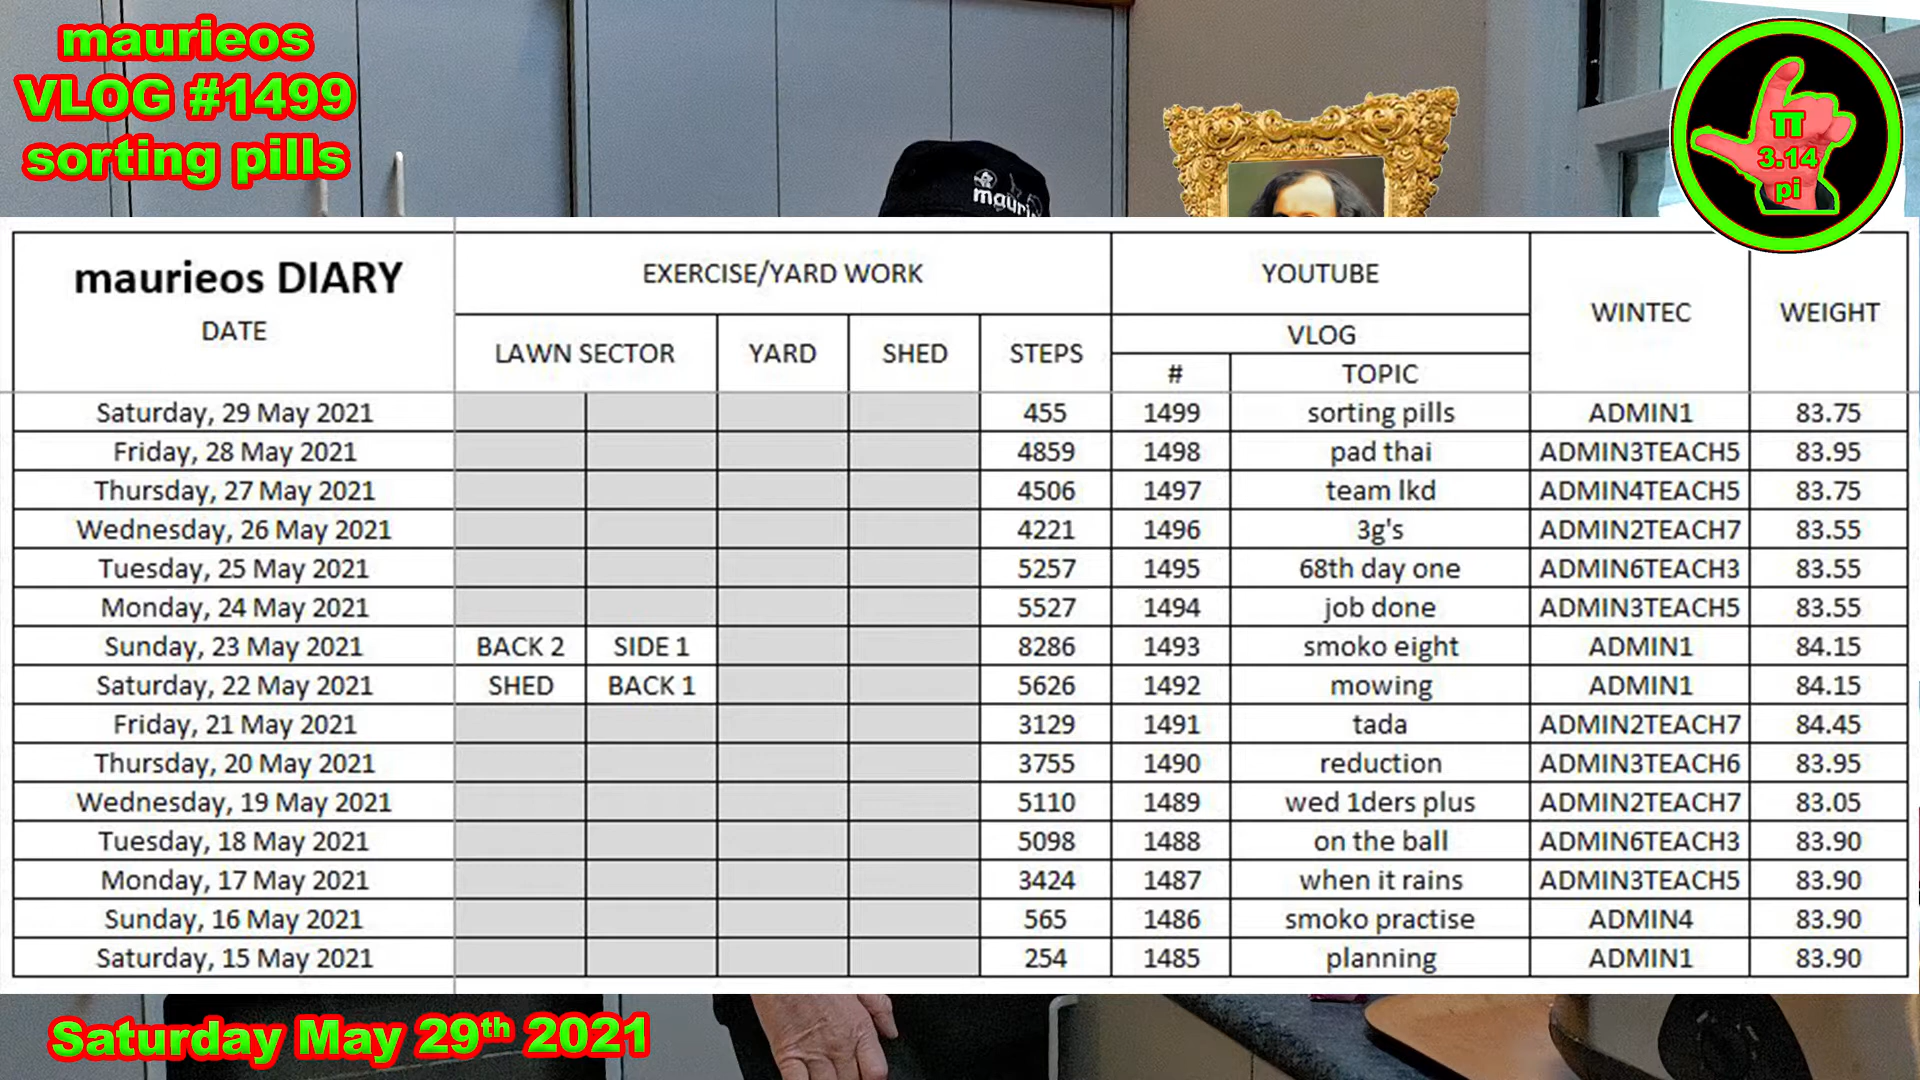 maurieos
VLOG #1499
sorting pills
π
3.14
pi
maurieos DIARY
DATE
EXERCISE/YARD WORK
YOUTUBE
WINTEC
WEIGHT
LAWN SECTOR
YARD
SHED
STEPS
VLOG
#
TOPIC
Saturday, 29 May 2021 455 1499 sorting pills ADMIN1 83.75
Friday, 28 May 2021 4859 1498 pad thai ADMIN3TEACH5 83.95
Thursday, 27 May 2021 4506 1497 team lkd ADMIN4TEACH5 83.75
Wednesday, 26 May 2021 4221 1496 3g's ADMIN2TEACH7 83.55
Tuesday, 25 May 2021 5257 1495 68th day one ADMIN6TEACH3 83.55
Monday, 24 May 2021 5527 1494 job done ADMIN3TEACH5 83.55
Sunday, 23 May 2021 BACK 2 SIDE 1 8286 1493 smoko eight ADMIN1 84.15
Saturday, 22 May 2021 SHED BACK 1 5626 1492 mowing ADMIN1 84.15
Friday, 21 May 2021 3129 1491 tada ADMIN2TEACH7 84.45
Thursday, 20 May 2021 3755 1490 reduction ADMIN3TEACH6 83.95
Wednesday, 19 May 2021 5110 1489 wed 1ders plus ADMIN2TEACH7 83.05
Tuesday, 18 May 2021 5098 1488 on the ball ADMIN6TEACH3 83.90
Monday, 17 May 2021 3424 1487 when it rains ADMIN3TEACH5 83.90
Sunday, 16 May 2021 565 1486 smoko practise ADMIN4 83.90
Saturday, 15 May 2021 254 1485 planning ADMIN1 83.90
Saturday May 29th 2021